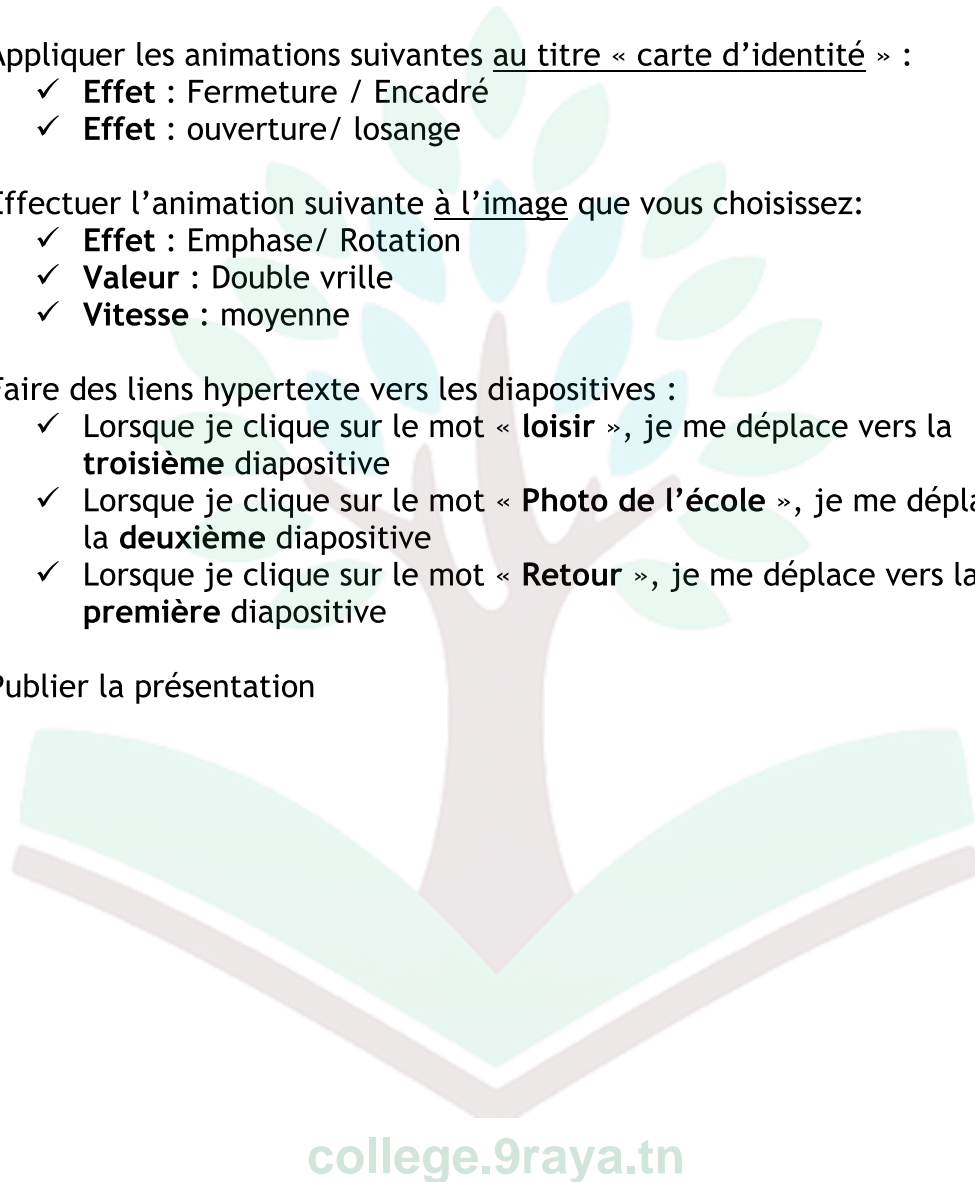 Appliquer les animations suivantes au titre « carte d’identité » :
✓ Effet : Fermeture / Encadré
✓ Effet : ouverture/ losange
Effectuer l’animation suivante à l’image que vous choisissez:
✓ Effet : Emphase/ Rotation
✓ Valeur : Double vrille
✓ Vitesse : moyenne
Faire des liens hypertexte vers les diapositives :
✓ Lorsque je clique sur le mot « loisir », je me déplace vers la
troisième diapositive
✓ Lorsque je clique sur le mot « Photo de l’école », je me dépla
la deuxième diapositive
✓ Lorsque je clique sur le mot « Retour », je me déplace vers la
première diapositive
Publier la présentation
college.9raya.tn